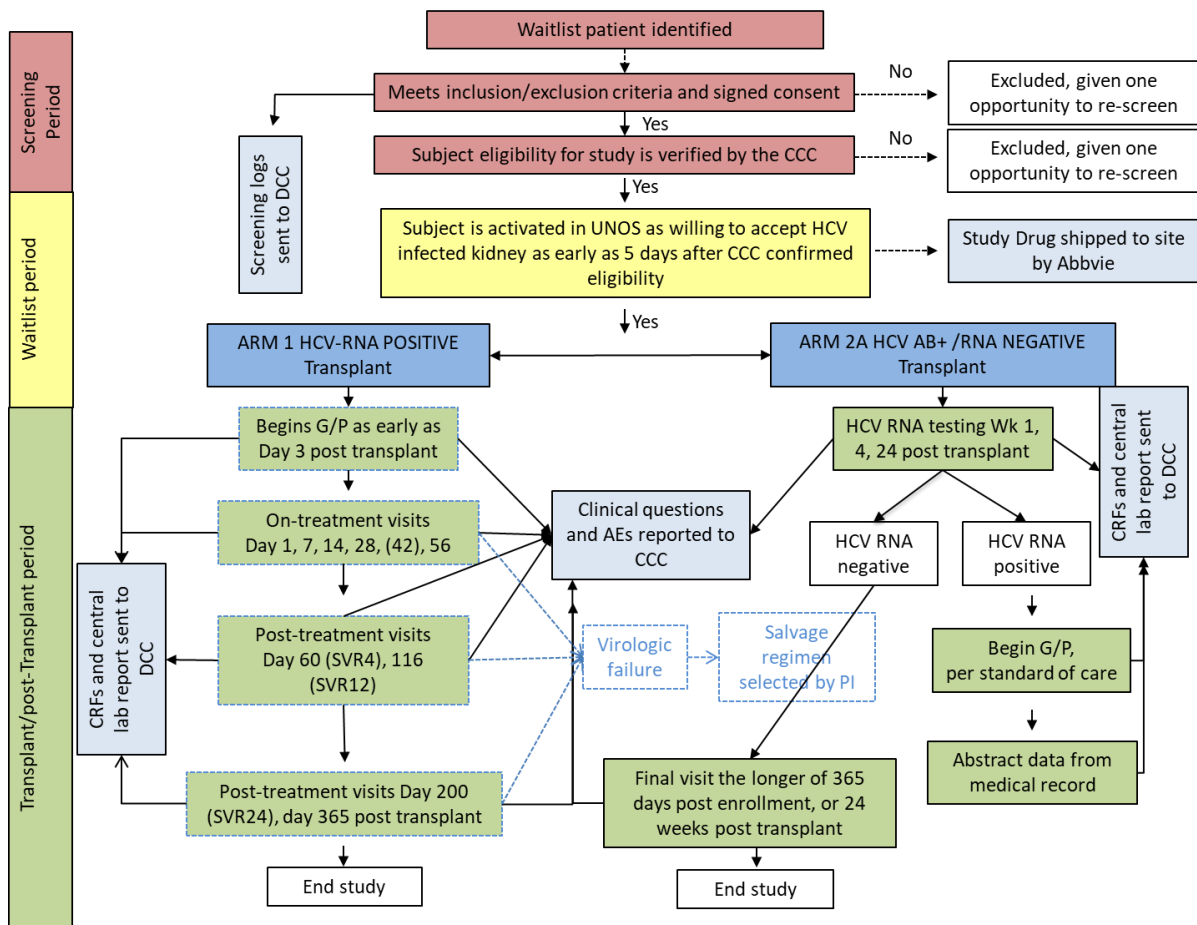 Screening
Period
Waitlist period
Transplant/post-Transplant period
Waitlist patient identified
Meets inclusion/exclusion criteria and signed consent
No
Excluded, given one
opportunity to re-screen
Yes
Screening logs
sent to DCC
Subject eligibility for study is verified by the CCC
No
Excluded, given one
opportunity to re-screen
Yes
Subject is activated in UNOS as willing to accept HCV
infected kidney as early as 5 days after CCC confirmed
eligibility
Study Drug shipped to site
by Abbvie
Yes
ARM 1 HCV-RNA POSITIVE
Transplant
ARM 2A HCV AB+ /RNA NEGATIVE
Transplant
Begins G/P as early as
Day 3 post transplant
HCV RNA testing Wk 1,
4, 24 post transplant
CRFs and central
lab report sent
to DCC
On-treatment visits
Day 1, 7, 14, 28, (42), 56
Clinical questions
and AEs reported to
CCC
HCV RNA
negative
HCV RNA
positive
CRFs and central
lab report sent to
DCC
Post-treatment visits
Day 60 (SVR4), 116
(SVR12)
Virologic
failure
Salvage
regimen
selected by PI
Begin G/P,
per standard of care
Abstract data from
medical record
Post-treatment visits Day 200
(SVR24), day 365 post transplant
Final visit the longer of 365
days post enrollment, or 24
weeks post transplant
End study
End study